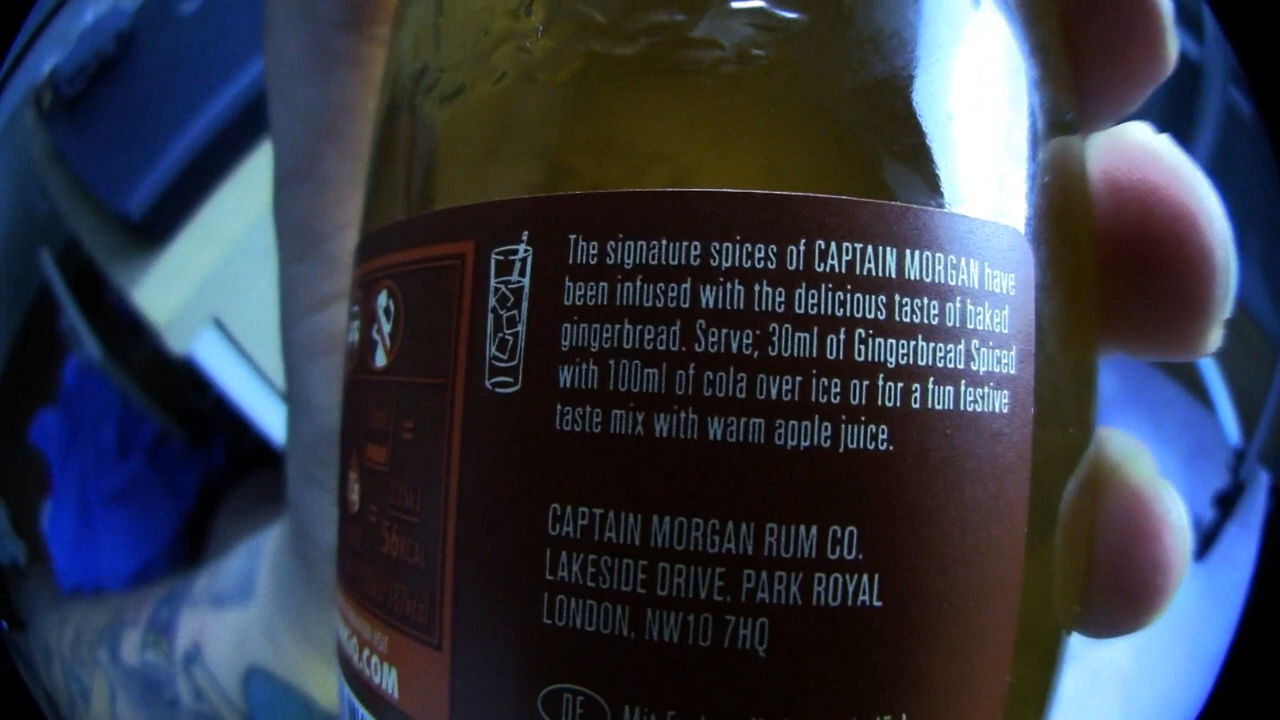 The signature spices of CAPTAIN MORGAN have
been infused with the delicious taste of baked
gingerbread. Serve; 30ml of Gingerbread Spiced
with 100ml of cola over ice or for a fun festive
taste mix with warm apple juice.
CAPTAIN MORGAN RUM CO.
LAKESIDE DRIVE, PARK ROYAL
LONDON, NW10 7HQ
DE
=
= 56KCAL
VISIT
.COM